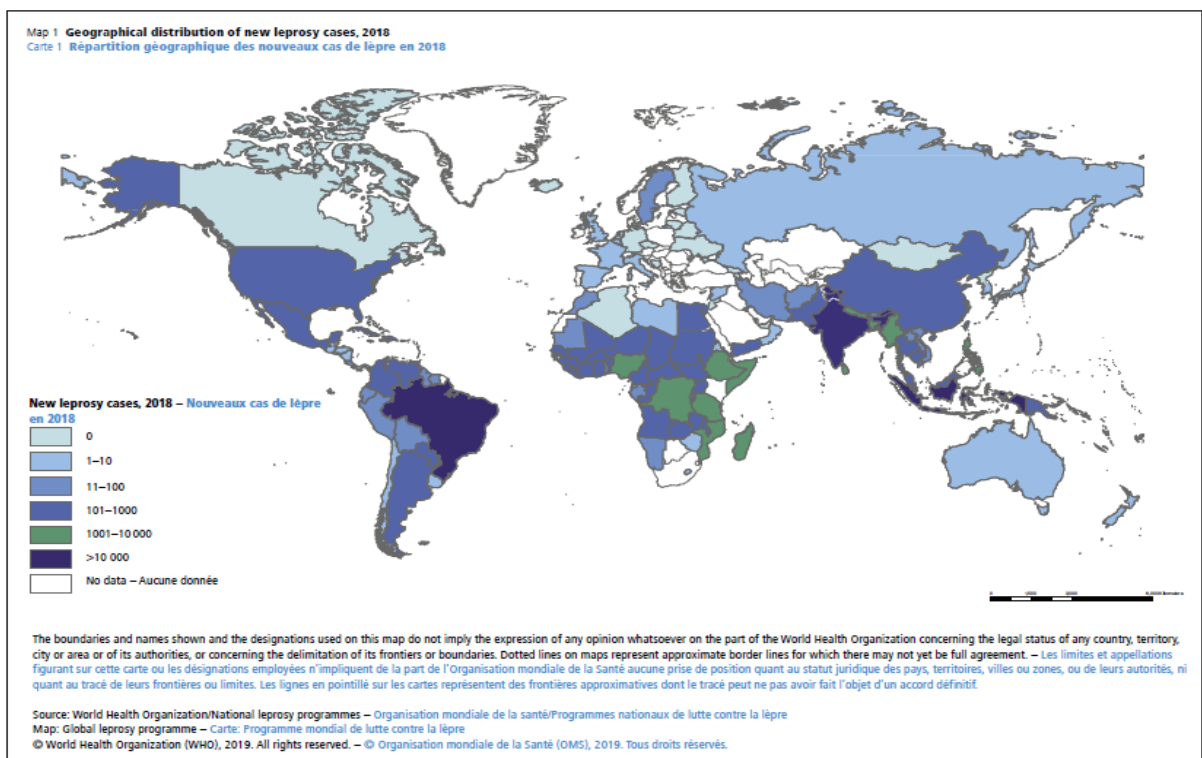 Map 1 Geographical distribution of new leprosy cases, 2018
Carte 1 Répartition géographique des nouveaux cas de lèpre en 2018
New leprosy cases, 2018 – Nouveaux cas de lèpre
en 2018
0
1–10
11–100
101–1000
1001–10 000
>10 000
No data – Aucune donnée
The boundaries and names shown and the designations used on this map do not imply the expression of any opinion whatsoever on the part of the World Health Organization concerning the legal status of any country, territory,
city or area or of its authorities, or concerning the delimitation of its frontiers or boundaries. Dotted lines on maps represent approximate border lines for which there may not yet be full agreement. – Les limites et appellations
figurant sur cette carte ou les désignations employées n'impliquent de la part de l'Organisation mondiale de la Santé aucune prise de position quant au statut juridique des pays, territoires, villes ou zones, ou de leurs autorités, ni
quant au tracé de leurs frontières ou limites. Les lignes en pointillé sur les cartes représentent des frontières approximatives dont le tracé peut ne pas avoir fait l'objet d'un accord définitif.
Source: World Health Organization/National leprosy programmes – Organisation mondiale de la santé/Programmes nationaux de lutte contre la lèpre
Map: Global leprosy programme – Carte: Programme mondial de lutte contre la lèpre
© World Health Organization (WHO), 2019. All rights reserved. – © Organisation mondiale de la Santé (OMS), 2019. Tous droits réservés.